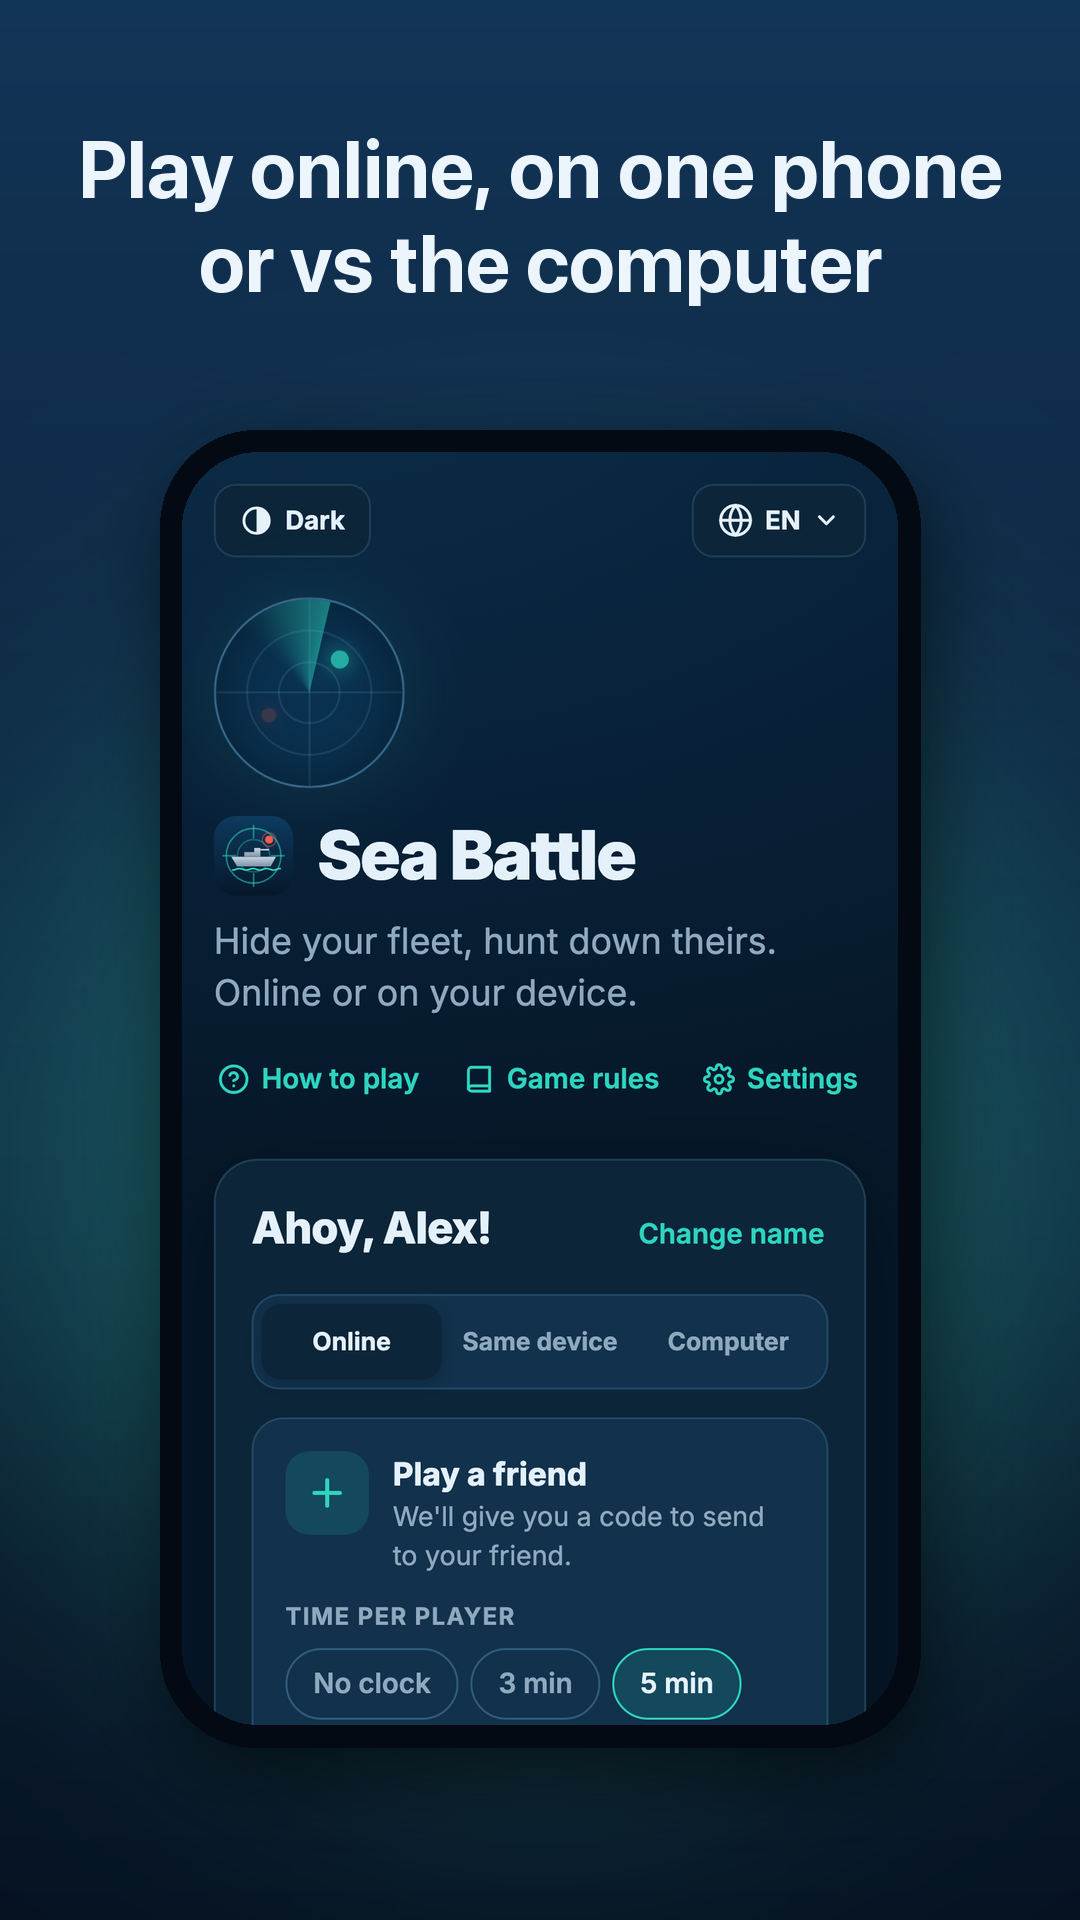 Play online, on one phone
or vs the computer
Dark
EN
Sea Battle
Hide your fleet, hunt down theirs.
Online or on your device.
How to play
Game rules
Settings
Ahoy, Alex!
Change name
Online
Same device
Computer
Play a friend
We'll give you a code to send
to your friend.
TIME PER PLAYER
No clock
3 min
5 min